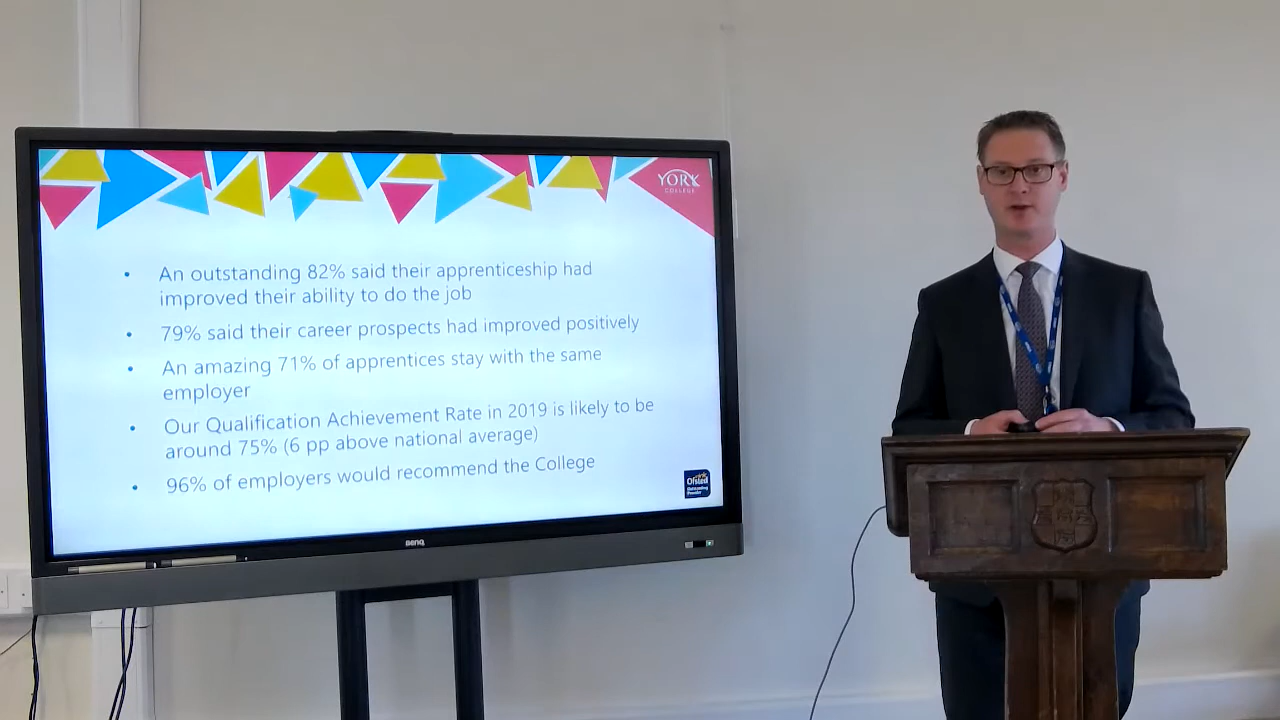 YORK
COLLEGE
• An outstanding 82% said their apprenticeship had
improved their ability to do the job
• 79% said their career prospects had improved positively
• An amazing 71% of apprentices stay with the same
employer
• Our Qualification Achievement Rate in 2019 is likely to be
around 75% (6 pp above national average)
• 96% of employers would recommend the College
Ofsted
Outstanding
Provider
BenQ